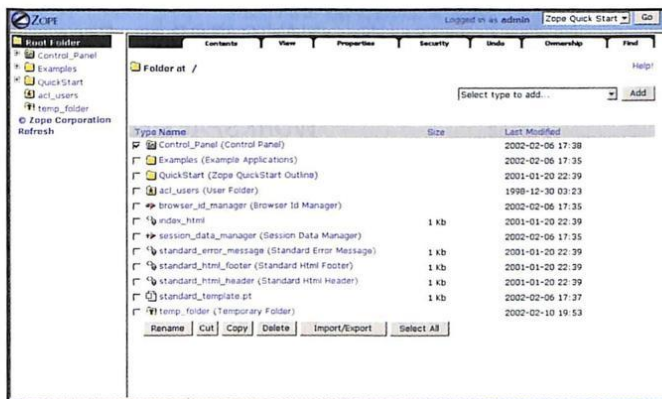 ZOPE
Logged in as admin
Zope Quick Start
Go
Root Folder
Control_Panel
Examples
QuickStart
acl_users
temp_folder
© Zope Corporation
Refresh
Contents View Properties Security Undo Ownership Find
Folder at /
Help!
Select type to add... Add
Type Name Size Last Modified
Control_Panel (Control Panel) 2002-02-06 17:38
Examples (Example Applications) 2002-02-06 17:35
QuickStart (Zope QuickStart Outline) 2001-01-20 22:39
acl_users (User Folder) 1998-12-30 03:23
browser_id_manager (Browser Id Manager) 2002-02-06 17:35
index_html 1 Kb 2001-01-20 22:39
session_data_manager (Session Data Manager) 2002-02-06 17:35
standard_error_message (Standard Error Message) 1 Kb 2001-01-20 22:39
standard_html_footer (Standard Html Footer) 1 Kb 2001-01-20 22:39
standard_html_header (Standard Html Header) 1 Kb 2001-01-20 22:39
standard_template.pt 1 Kb 2002-02-06 17:37
temp_folder (Temporary Folder) 2002-02-10 19:53
Rename Cut Copy Delete Import/Export Select All